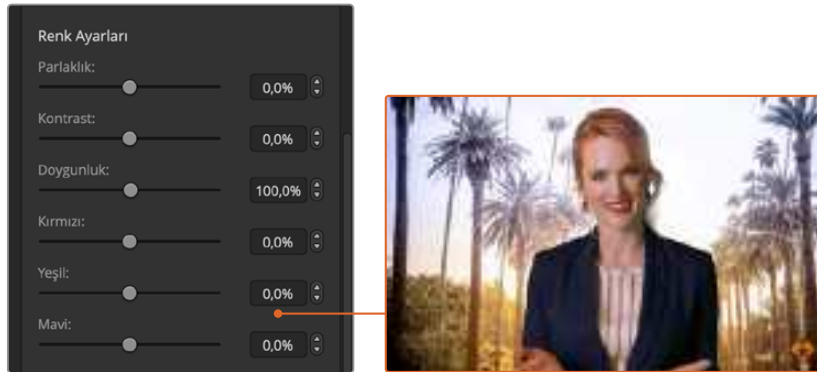 Renk Ayarları
Parlaklık:
0,0%
Kontrast:
0,0%
Doygunluk:
100,0%
Kırmızı:
0,0%
Yeşil:
0,0%
Mavi:
0,0%